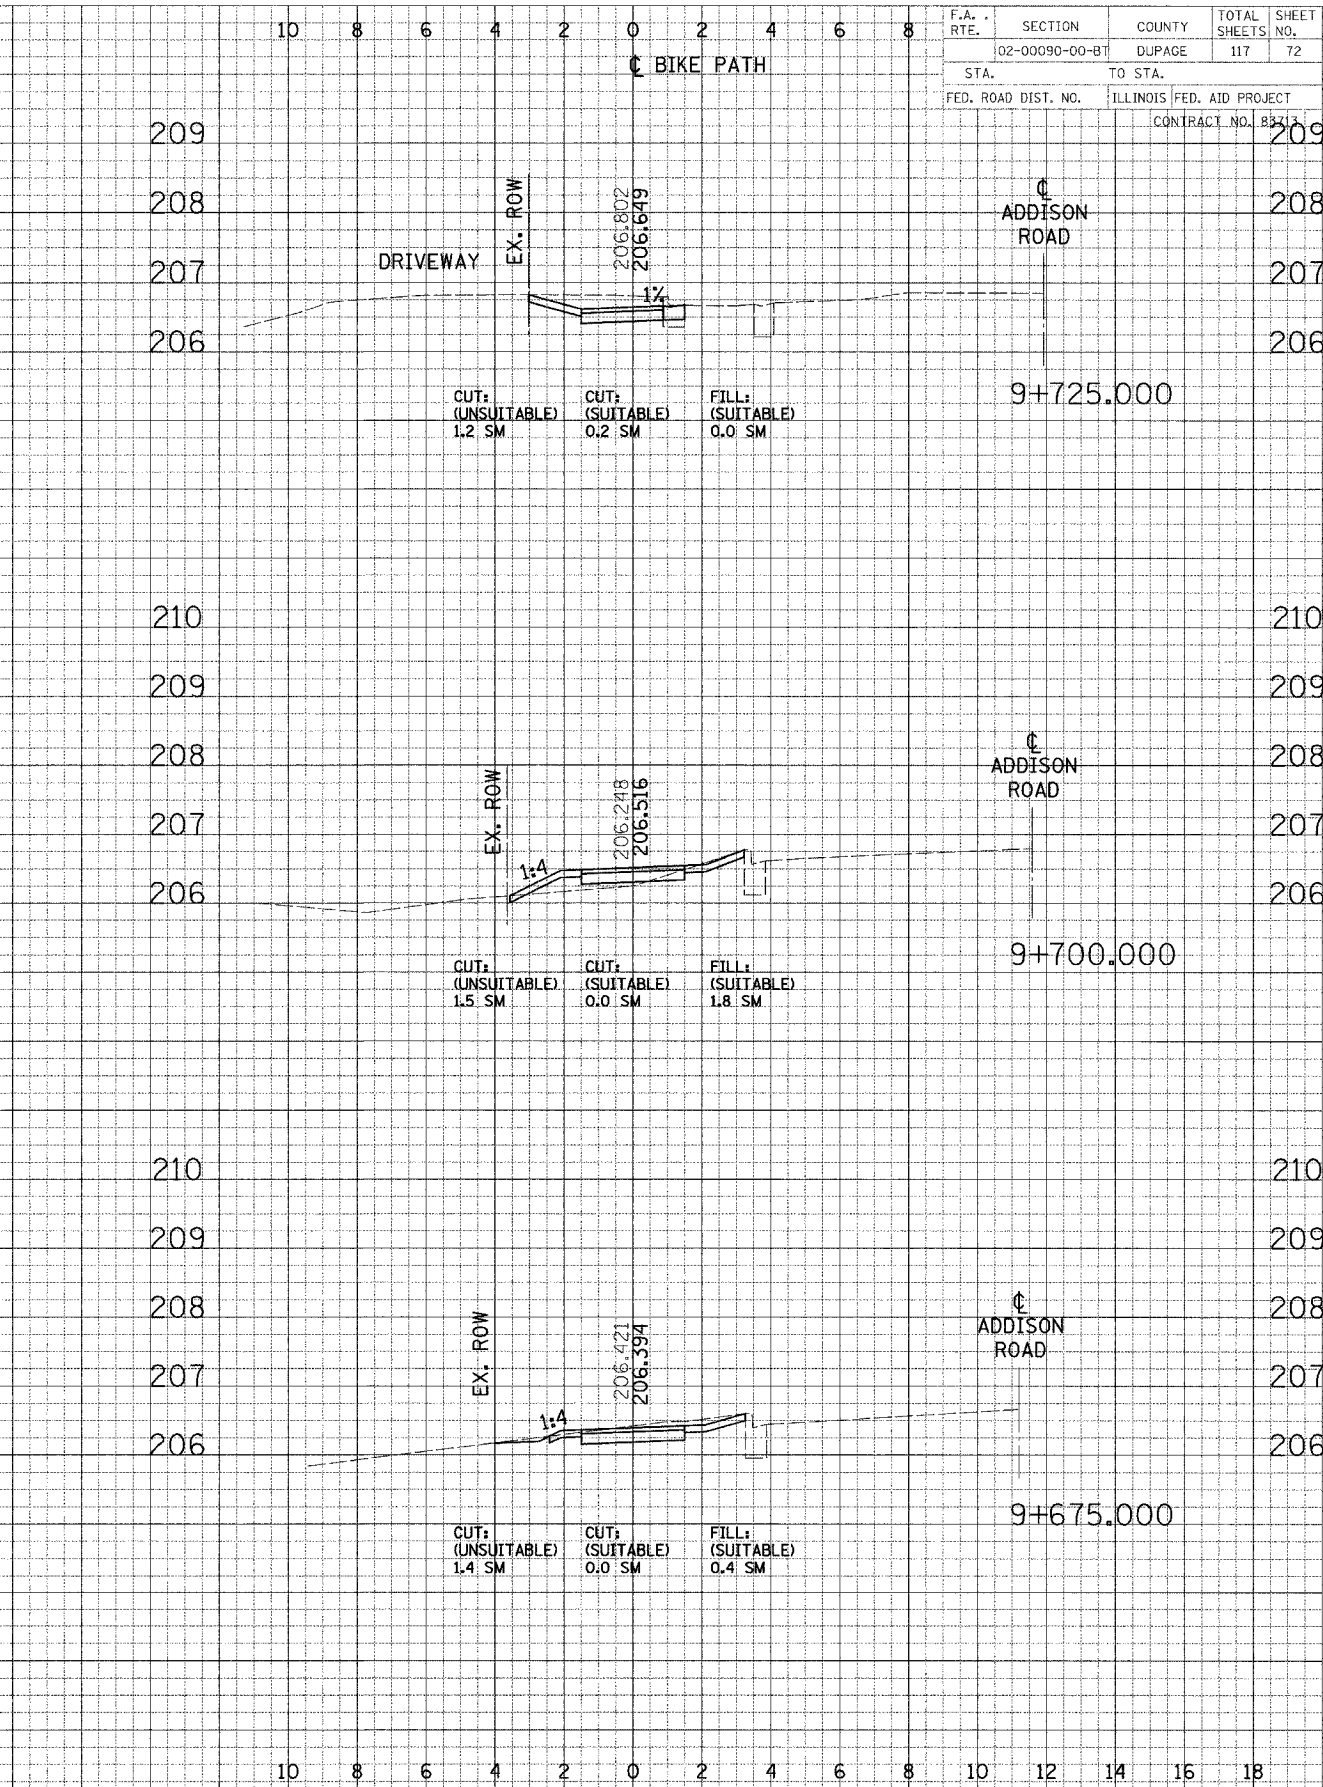 10 8 6 4 2 0 2 4 6 8
F.A. RTE. SECTION COUNTY TOTAL SHEETS SHEET NO.
02-00090-00-BT DUPAGE 117 72
STA. TO STA.
FED. ROAD DIST. NO. ILLINOIS FED. AID PROJECT
CONTRACT NO.
℄ BIKE PATH
209 209
208 208
207 207
206 206
DRIVEWAY
EX. ROW
206.802
206.649
1%
℄
ADDISON
ROAD
9+725.000
CUT:
(UNSUITABLE)
1.2 SM
CUT:
(SUITABLE)
0.2 SM
FILL:
(SUITABLE)
0.0 SM
210 210
209 209
208 208
207 207
206 206
EX. ROW
1:4
206.248
206.516
℄
ADDISON
ROAD
9+700.000
CUT:
(UNSUITABLE)
1.5 SM
CUT:
(SUITABLE)
0.0 SM
FILL:
(SUITABLE)
1.8 SM
210 210
209 209
208 208
207 207
206 206
EX. ROW
1:4
206.421
206.394
℄
ADDISON
ROAD
9+675.000
CUT:
(UNSUITABLE)
1.4 SM
CUT:
(SUITABLE)
0.0 SM
FILL:
(SUITABLE)
0.4 SM
10 8 6 4 2 0 2 4 6 8 10 12 14 16 18